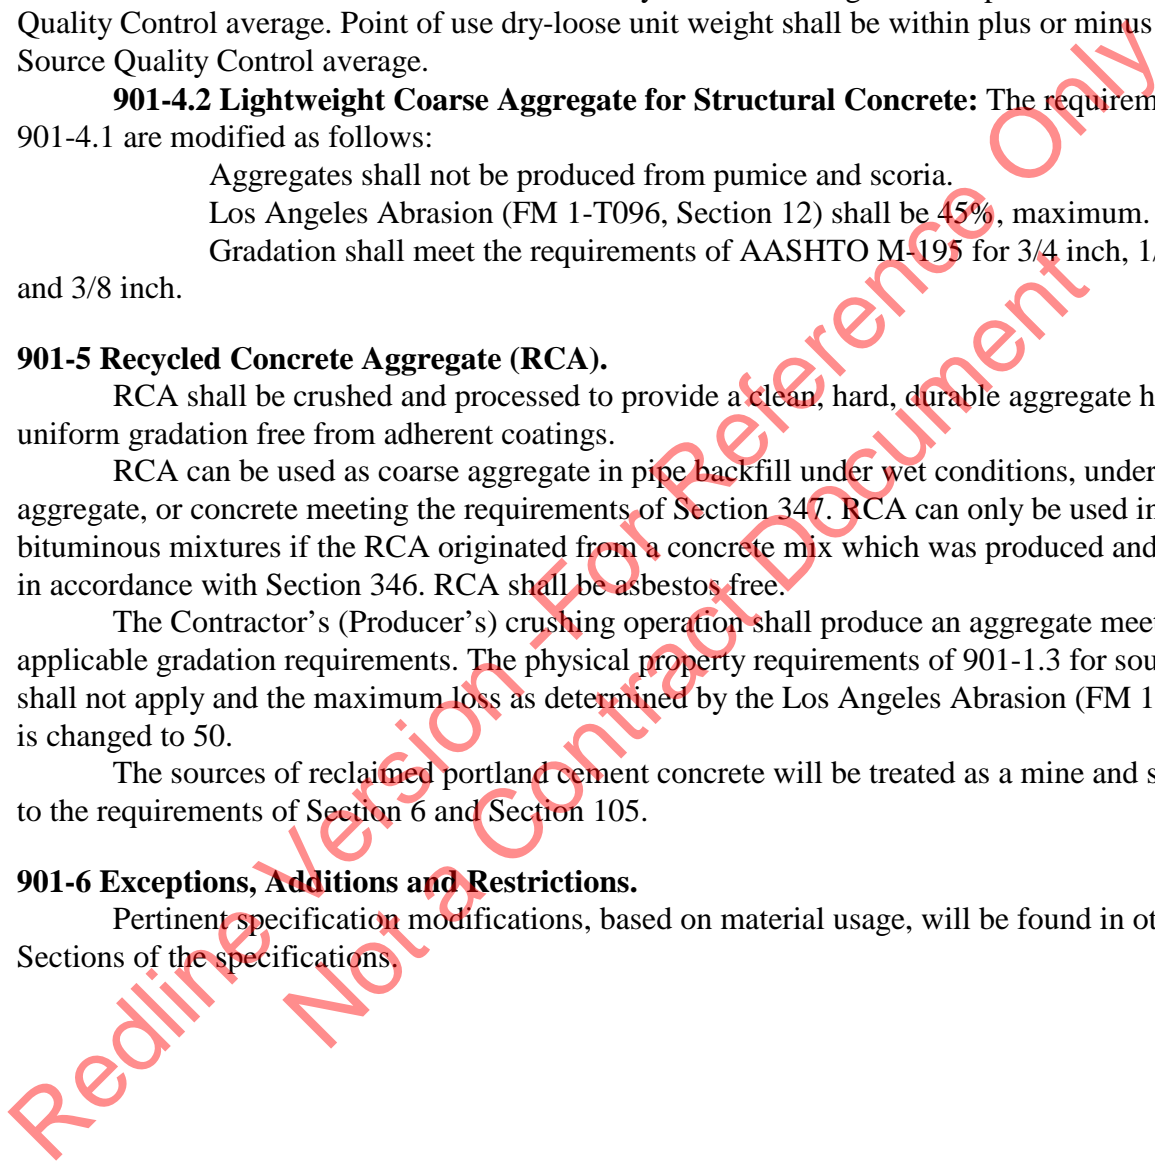 Quality Control average. Point of use dry-loose unit weight shall be within plus or minus
Source Quality Control average.
901-4.2 Lightweight Coarse Aggregate for Structural Concrete: The requirem
901-4.1 are modified as follows:
Aggregates shall not be produced from pumice and scoria.
Los Angeles Abrasion (FM 1-T096, Section 12) shall be 45%, maximum.
Gradation shall meet the requirements of AASHTO M-195 for 3/4 inch, 1/
and 3/8 inch.
901-5 Recycled Concrete Aggregate (RCA).
RCA shall be crushed and processed to provide a clean, hard, durable aggregate h
uniform gradation free from adherent coatings.
RCA can be used as coarse aggregate in pipe backfill under wet conditions, under
aggregate, or concrete meeting the requirements of Section 347. RCA can only be used in
bituminous mixtures if the RCA originated from a concrete mix which was produced and
in accordance with Section 346. RCA shall be asbestos free.
The Contractor’s (Producer’s) crushing operation shall produce an aggregate meet
applicable gradation requirements. The physical property requirements of 901-1.3 for sou
shall not apply and the maximum loss as determined by the Los Angeles Abrasion (FM 1
is changed to 50.
The sources of reclaimed portland cement concrete will be treated as a mine and s
to the requirements of Section 6 and Section 105.
901-6 Exceptions, Additions and Restrictions.
Pertinent specification modifications, based on material usage, will be found in ot
Sections of the specifications.
Redline Version -For Reference Only
Not a Contract Document